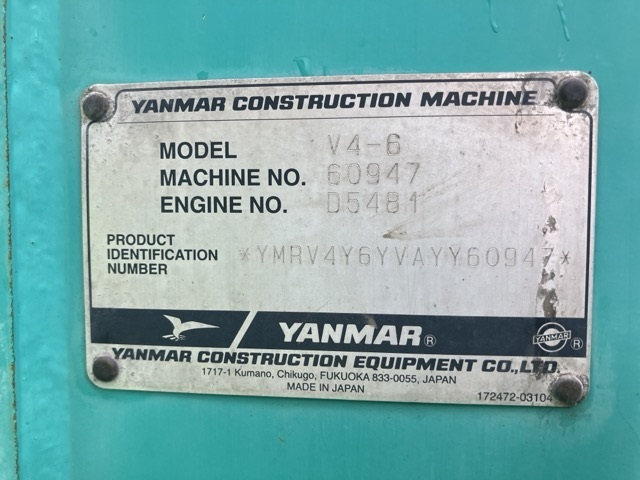 YANMAR CONSTRUCTION MACHINE
MODEL V4-6
MACHINE NO. 60947
ENGINE NO. D5481
PRODUCT
IDENTIFICATION
NUMBER *YMRV4Y6YVAYY60947*
YANMAR® YANMAR ®
YANMAR CONSTRUCTION EQUIPMENT CO.,LTD.
1717-1 Kumano, Chikugo, FUKUOKA 833-0055, JAPAN
MADE IN JAPAN 172472-03104